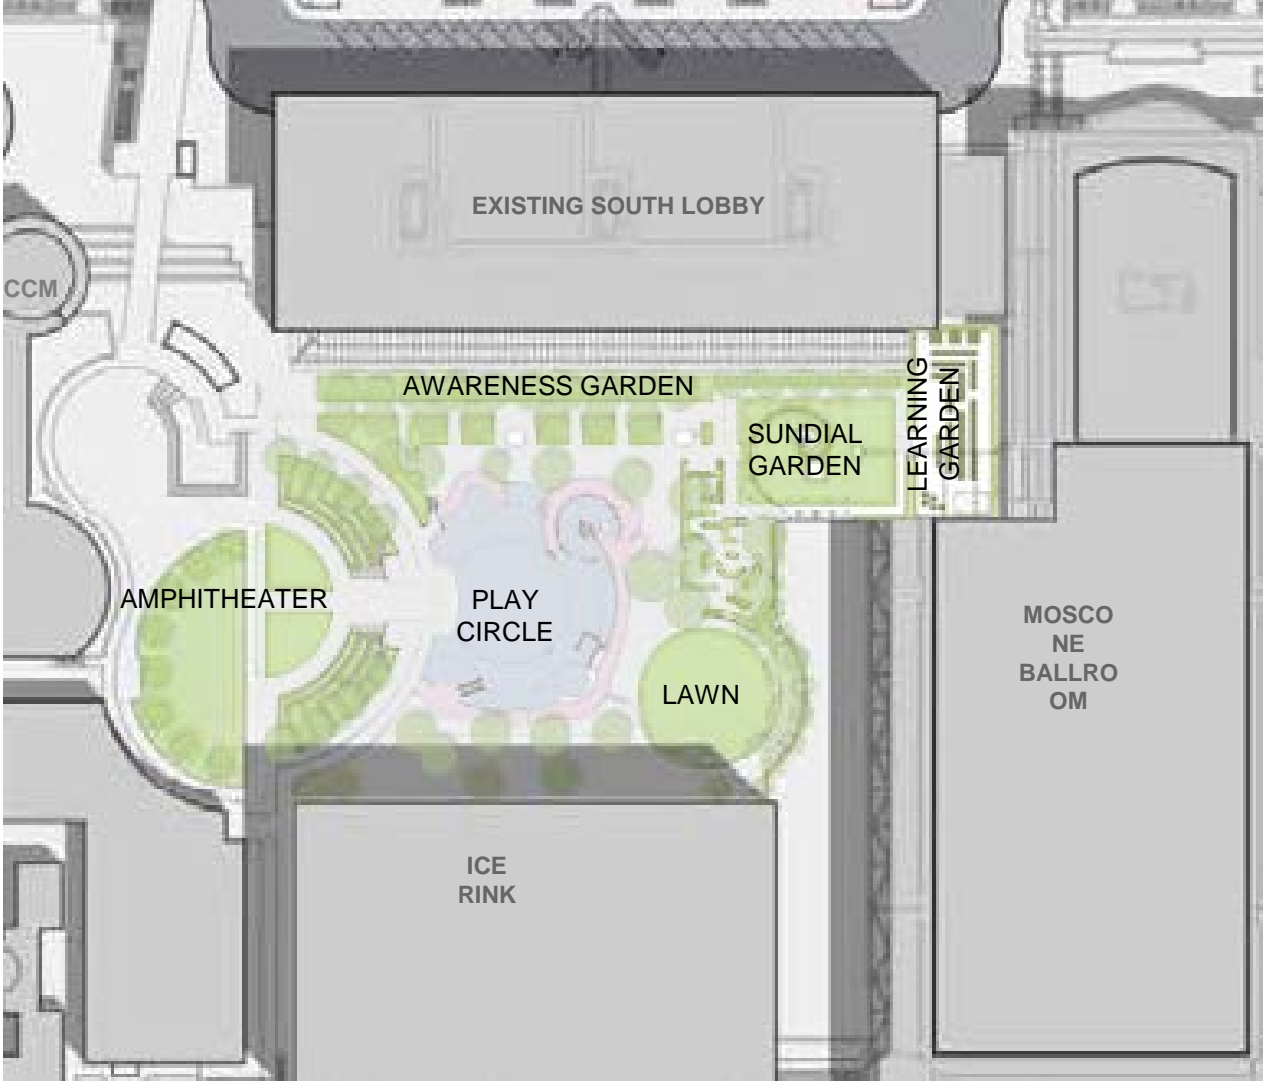 EXISTING SOUTH LOBBY
CCM
AWARENESS GARDEN
LEARNING
GARDEN
SUNDIAL
GARDEN
AMPHITHEATER
PLAY
CIRCLE
MOSCO
NE
BALLRO
OM
LAWN
ICE
RINK